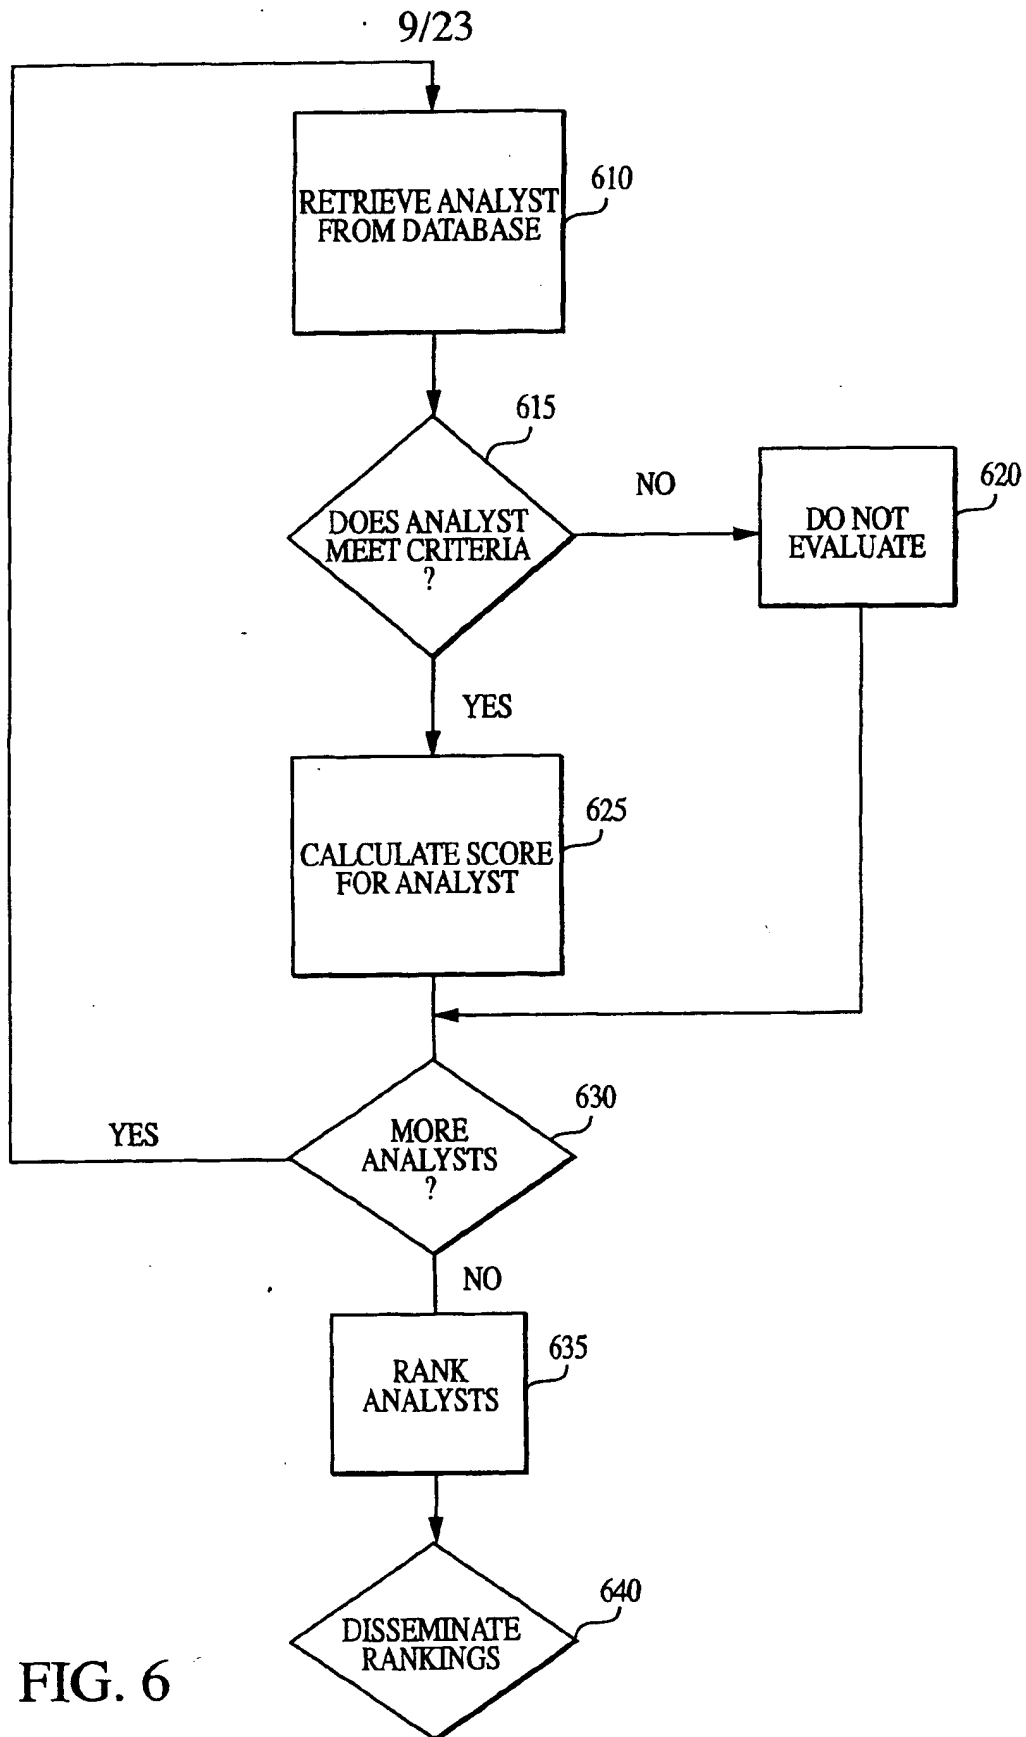 9/23
RETRIEVE ANALYST
FROM DATABASE
610
615
DOES ANALYST
MEET CRITERIA
?
NO
DO NOT
EVALUATE
620
YES
CALCULATE SCORE
FOR ANALYST
625
MORE
ANALYSTS
?
630
YES
NO
RANK
ANALYSTS
635
DISSEMINATE
RANKINGS
640
FIG. 6